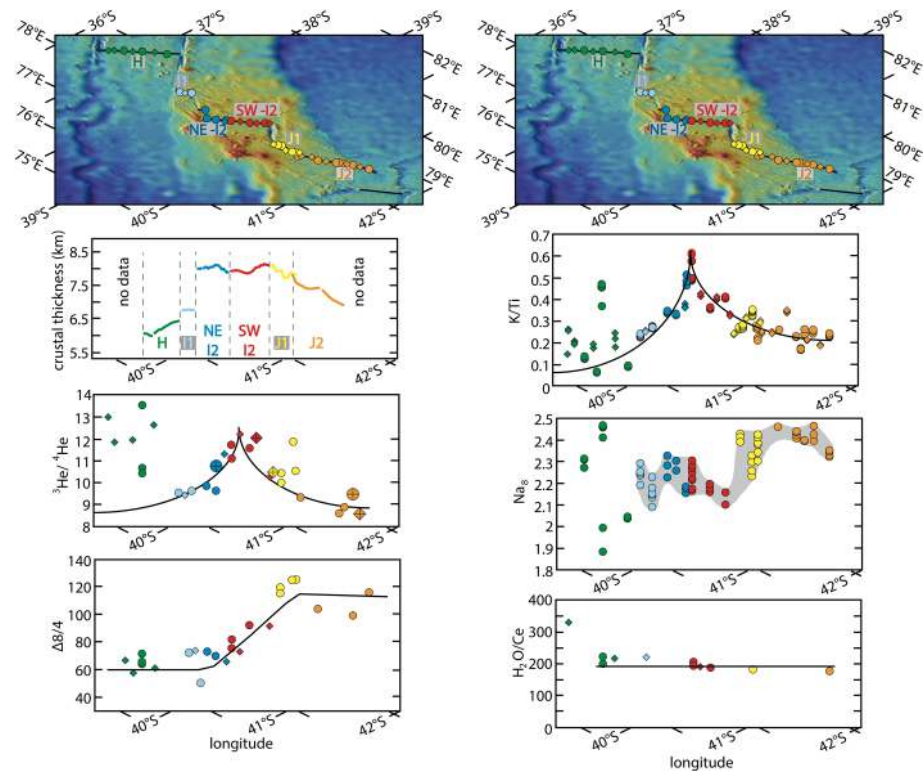 36°S
37°S
38°S
39°S
78°E
77°E
76°E
75°E
39°S
40°S
41°S
42°S
82°E
81°E
80°E
79°E
H
I1
NE -I2
SW -I2
J1
J2
36°S
37°S
38°S
39°S
78°E
77°E
76°E
75°E
39°S
40°S
41°S
42°S
82°E
81°E
80°E
79°E
H
I1
NE -I2
SW -I2
J1
J2
crustal thickness (km)
8.5
7.5
6.5
5.5
no data
H
I1
NE
I2
SW
I2
J1
J2
no data
40°S
41°S
42°S
³He/ ⁴He
14
13
12
11
10
9
8
40°S
41°S
42°S
Δ8/4
140
120
100
80
60
40
40°S
41°S
42°S
longitude
K/Ti
0.7
0.6
0.5
0.4
0.3
0.2
0.1
0
40°S
41°S
42°S
Na₈
2.5
2.4
2.3
2.2
2.1
2
1.9
1.8
40°S
41°S
42°S
H₂O/Ce
400
300
200
100
0
40°S
41°S
42°S
longitude